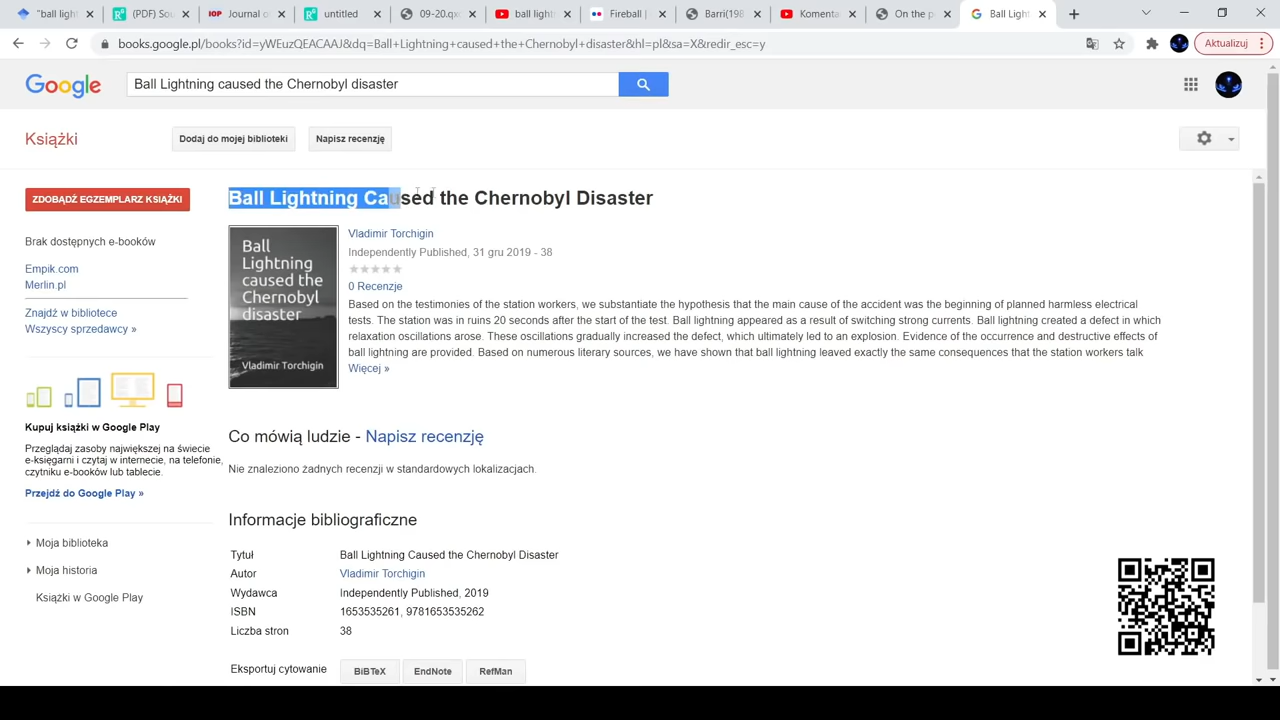 "ball light
(PDF) Sou
Journal o
untitled
09-20.qx
ball lightn
Fireball |
Barri(198
Komenta
On the p
Ball Light
books.google.pl/books?id=yWEuzQEACAAJ&dq=Ball+Lightning+caused+the+Chernobyl+disaster&hl=pl&sa=X&redir_esc=y
Aktualizuj
Google
Ball Lightning caused the Chernobyl disaster
Książki
Dodaj do mojej biblioteki
Napisz recenzję
ZDOBĄDŹ EGZEMPLARZ KSIĄŻKI
Brak dostępnych e-booków
Empik.com
Merlin.pl
Znajdź w bibliotece
Wszyscy sprzedawcy »
Kupuj książki w Google Play
Przeglądaj zasoby największej na świecie
e-księgarni i czytaj w internecie, na telefonie,
czytniku e-booków lub tablecie.
Przejdź do Google Play »
Moja biblioteka
Moja historia
Książki w Google Play
Ball Lightning Caused the Chernobyl Disaster
Ball
Lightning
caused the
Chernobyl
disaster
Vladimir Torchigin
Vladimir Torchigin
Independently Published, 31 gru 2019 - 38
0 Recenzje
Based on the testimonies of the station workers, we substantiate the hypothesis that the main cause of the accident was the beginning of planned harmless electrical
tests. The station was in ruins 20 seconds after the start of the test. Ball lightning appeared as a result of switching strong currents. Ball lightning created a defect in which
relaxation oscillations arose. These oscillations gradually increased the defect, which ultimately led to an explosion. Evidence of the occurrence and destructive effects of
ball lightning are provided. Based on numerous literary sources, we have shown that ball lightning leaved exactly the same consequences that the station workers talk
Więcej »
Co mówią ludzie - Napisz recenzję
Nie znaleziono żadnych recenzji w standardowych lokalizacjach.
Informacje bibliograficzne
Tytuł Ball Lightning Caused the Chernobyl Disaster
Autor Vladimir Torchigin
Wydawca Independently Published, 2019
ISBN 1653535261, 9781653535262
Liczba stron 38
Eksportuj cytowanie BiBTeX EndNote RefMan